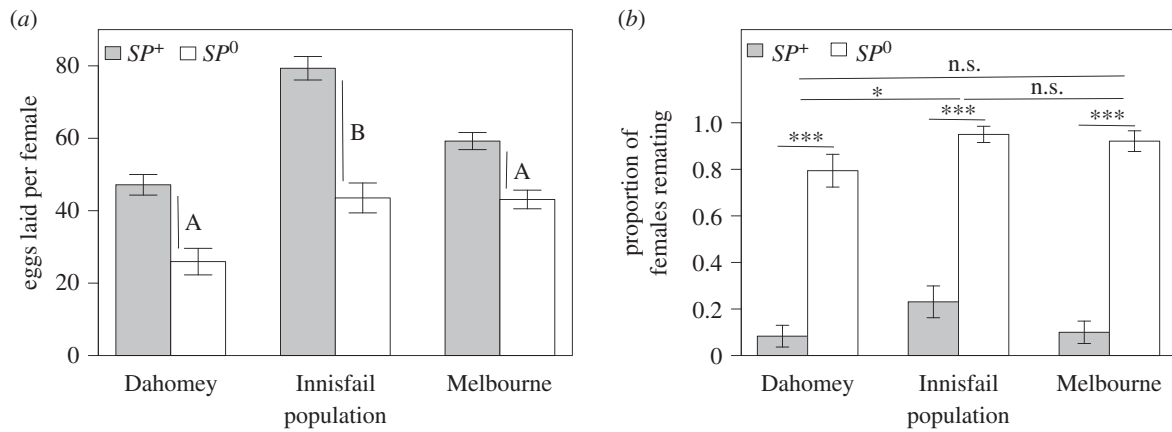 (a)
SP+ SP0
eggs laid per female
80
60
40
20
0
A
B
A
Dahomey Innisfail Melbourne
population
(b)
SP+ SP0
n.s.
* n.s.
*** *** ***
proportion of
females remating
1.0
0.8
0.6
0.4
0.2
0
Dahomey Innisfail Melbourne
population